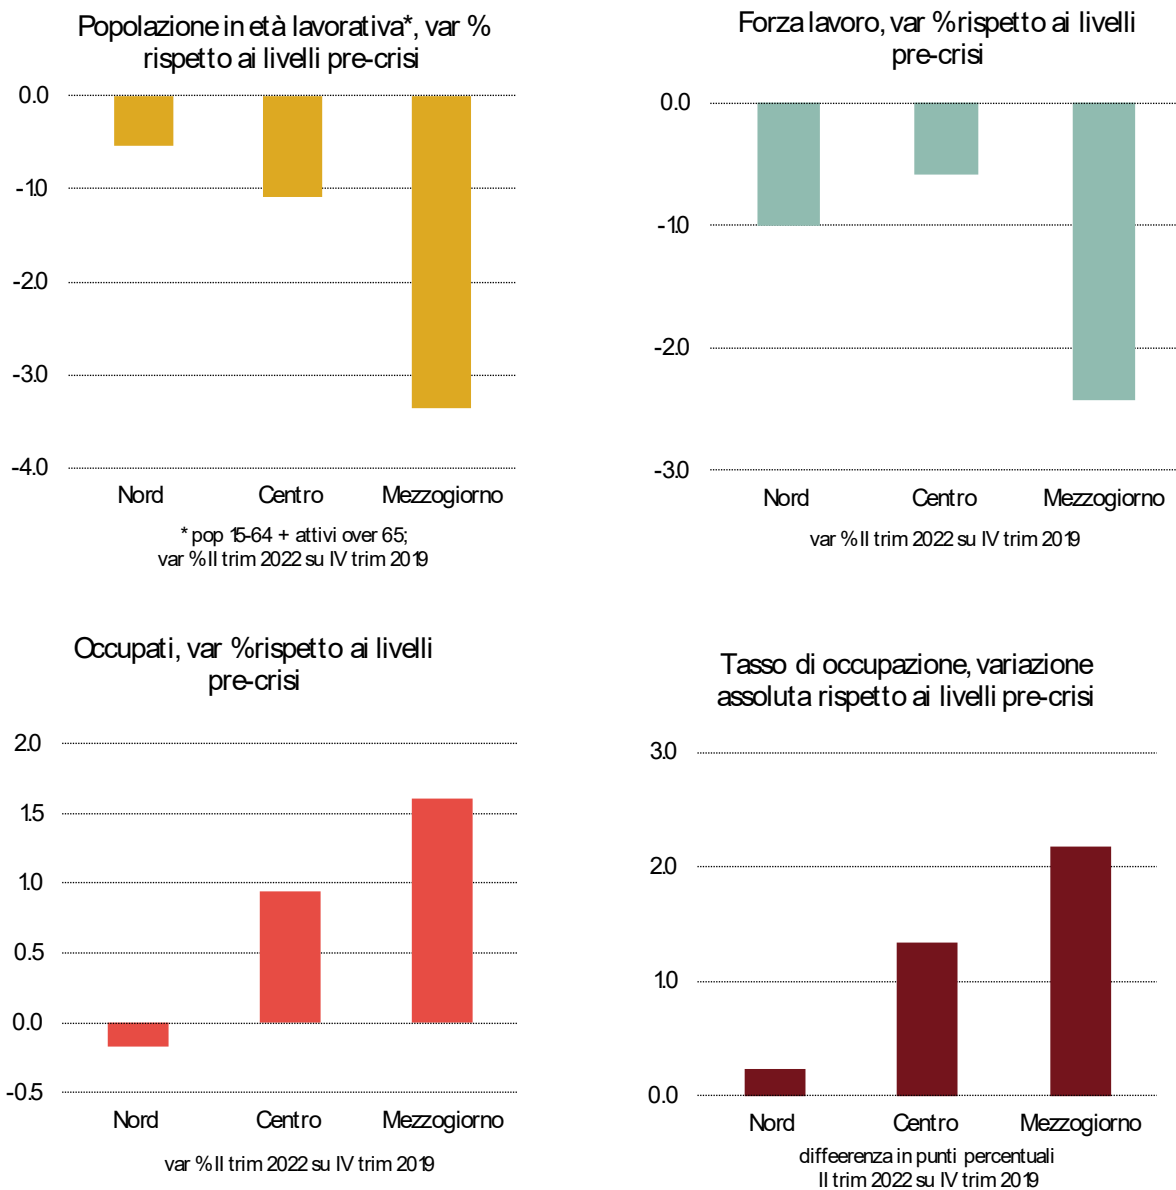 Popolazione in età lavorativa*, var %
rispetto ai livelli pre-crisi
0.0
-1.0
-2.0
-3.0
-4.0
Nord Centro Mezzogiorno
* pop 15-64 + attivi over 65;
var % II trim 2022 su IV trim 2019
Forza lavoro, var % rispetto ai livelli
pre-crisi
0.0
-1.0
-2.0
-3.0
Nord Centro Mezzogiorno
var % II trim 2022 su IV trim 2019
Occupati, var % rispetto ai livelli
pre-crisi
2.0
1.5
1.0
0.5
0.0
-0.5
Nord Centro Mezzogiorno
var % II trim 2022 su IV trim 2019
Tasso di occupazione, variazione
assoluta rispetto ai livelli pre-crisi
3.0
2.0
1.0
0.0
Nord Centro Mezzogiorno
diffeerenza in punti percentuali
II trim 2022 su IV trim 2019